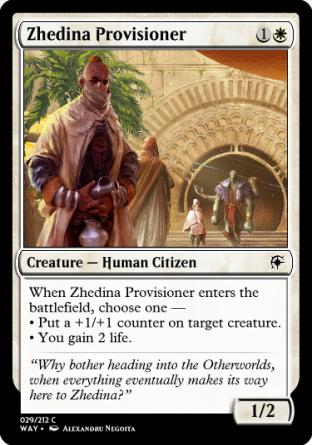 Zhedina Provisioner 1
Creature — Human Citizen
When Zhedina Provisioner enters the
battlefield, choose one —
• Put a +1/+1 counter on target creature.
• You gain 2 life.
“Why bother heading into the Otherworlds,
when everything eventually makes its way
here to Zhedina?”
1/2
029/212 C
WAY • Alexandru Negoita